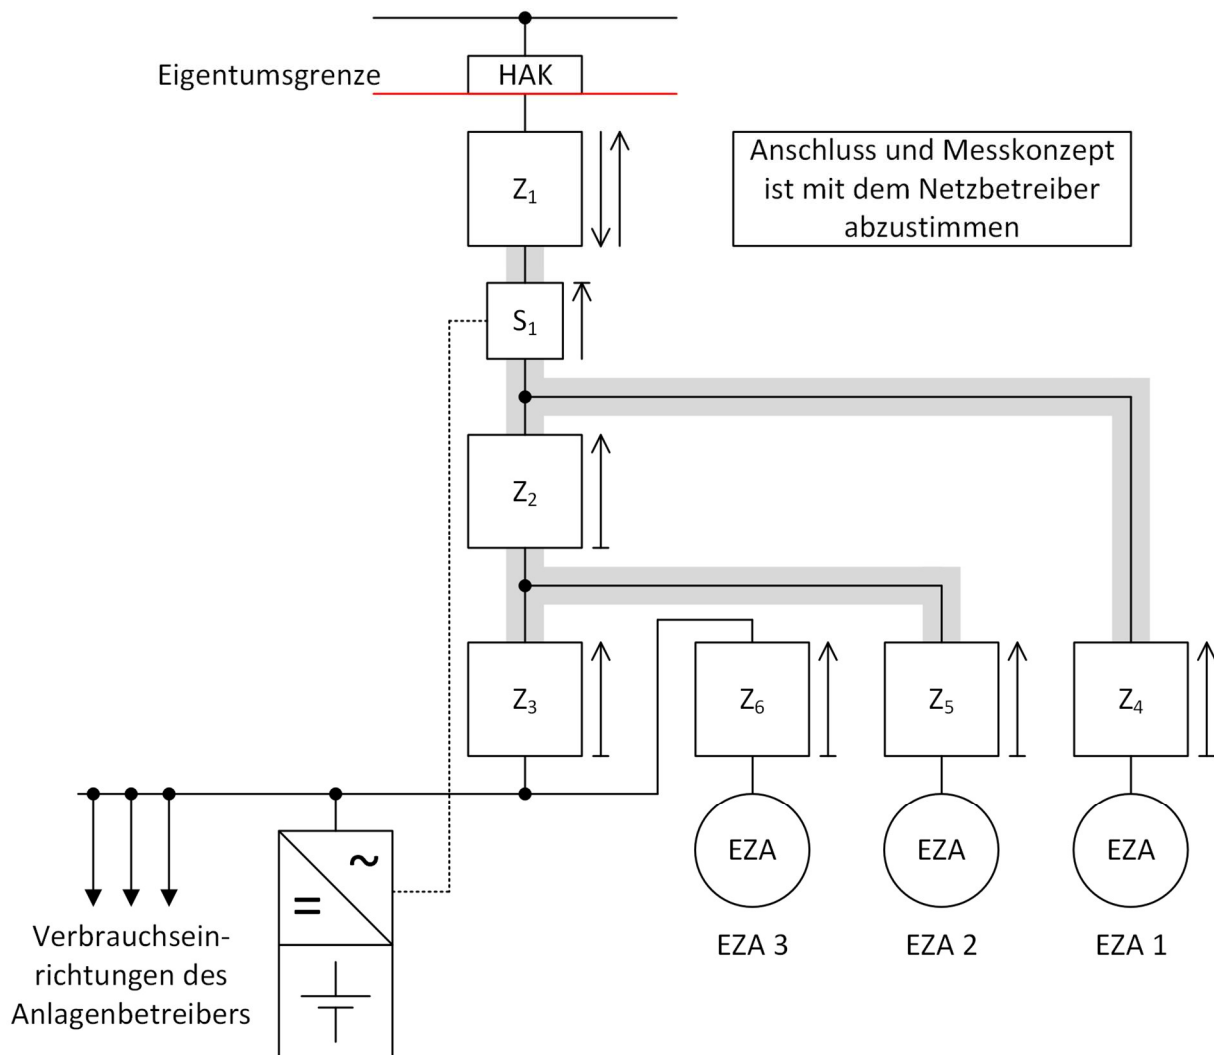 Eigentumsgrenze
HAK
Z₁
Anschluss und Messkonzept
ist mit dem Netzbetreiber
abzustimmen
S₁
Z₂
Z₃
Z₆
Z₅
Z₄
~
=
EZA
EZA
EZA
EZA 3
EZA 2
EZA 1
Verbrauchsein-
richtungen des
Anlagenbetreibers